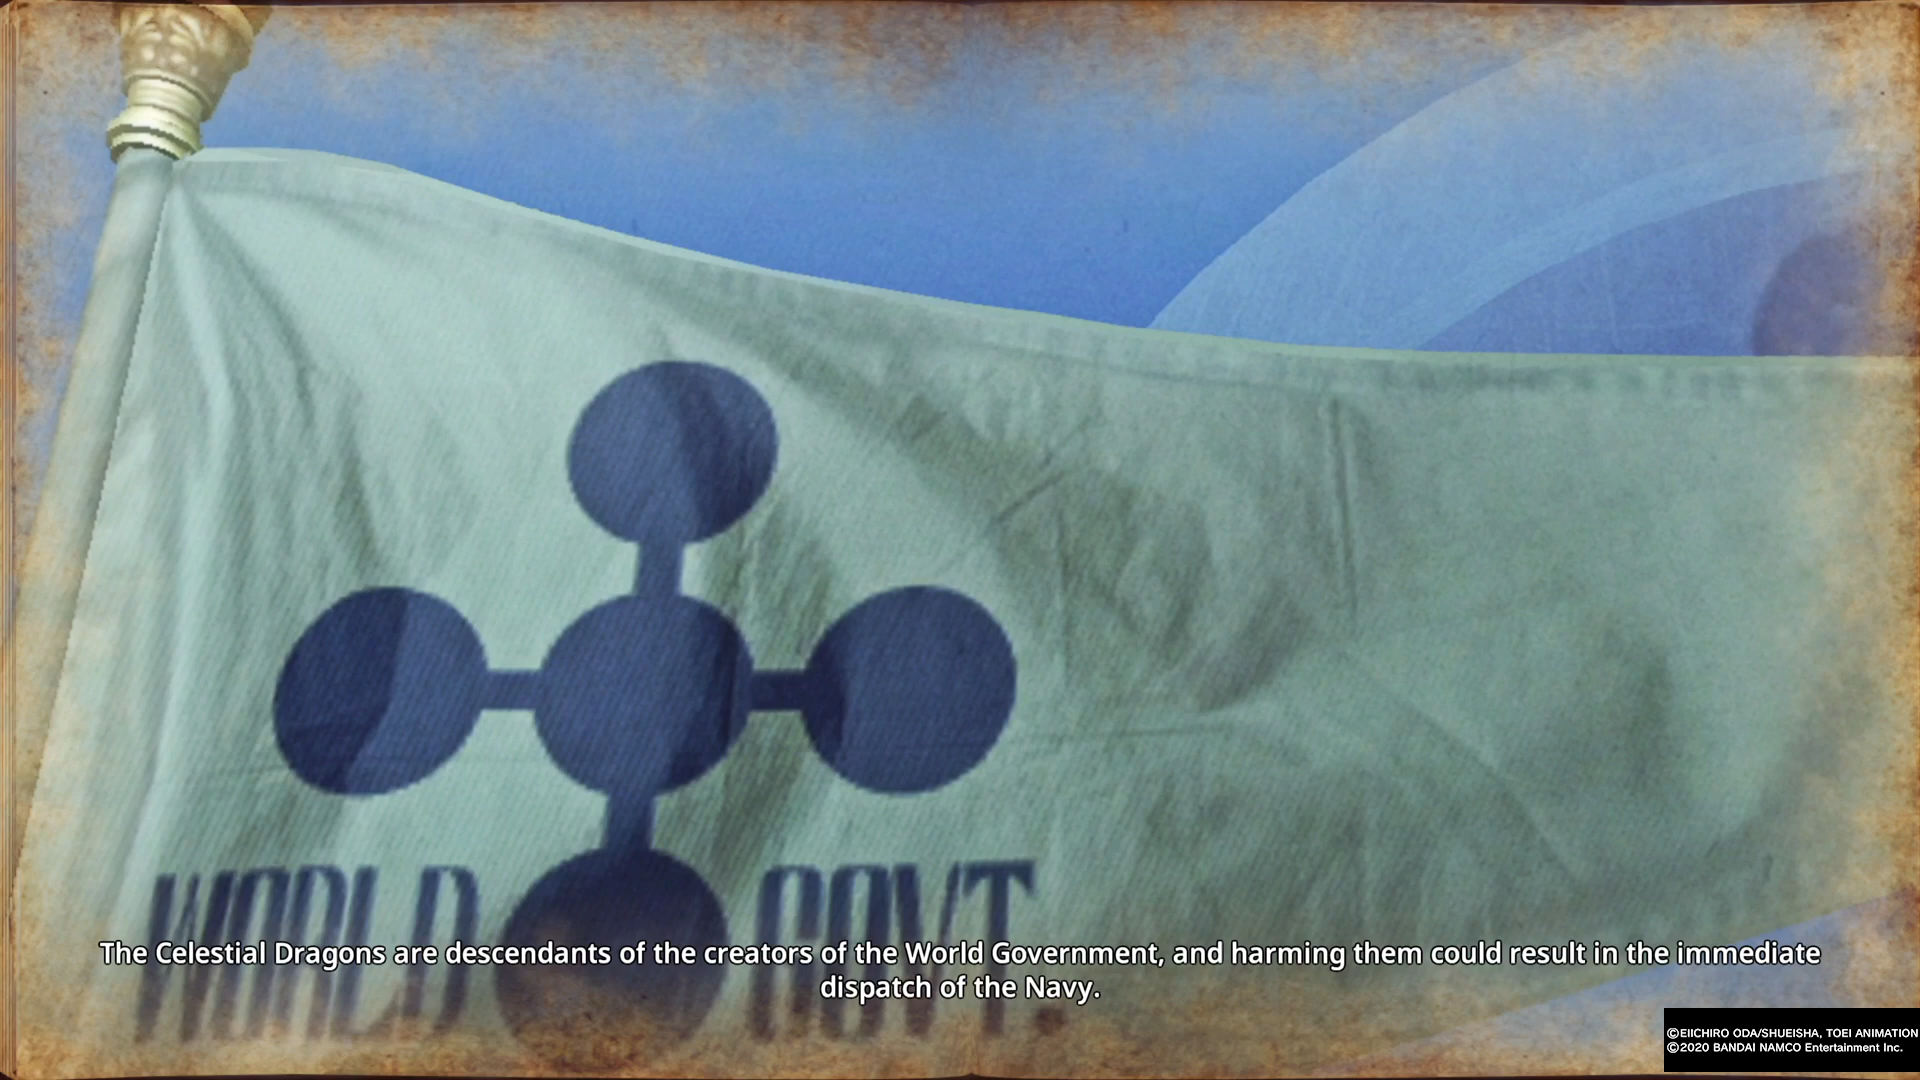 WORLD GOVT.
The Celestial Dragons are descendants of the creators of the World Government, and harming them could result in the immediate
dispatch of the Navy.
©EIICHIRO ODA/SHUEISHA, TOEI ANIMATION
©2020 BANDAI NAMCO Entertainment Inc.